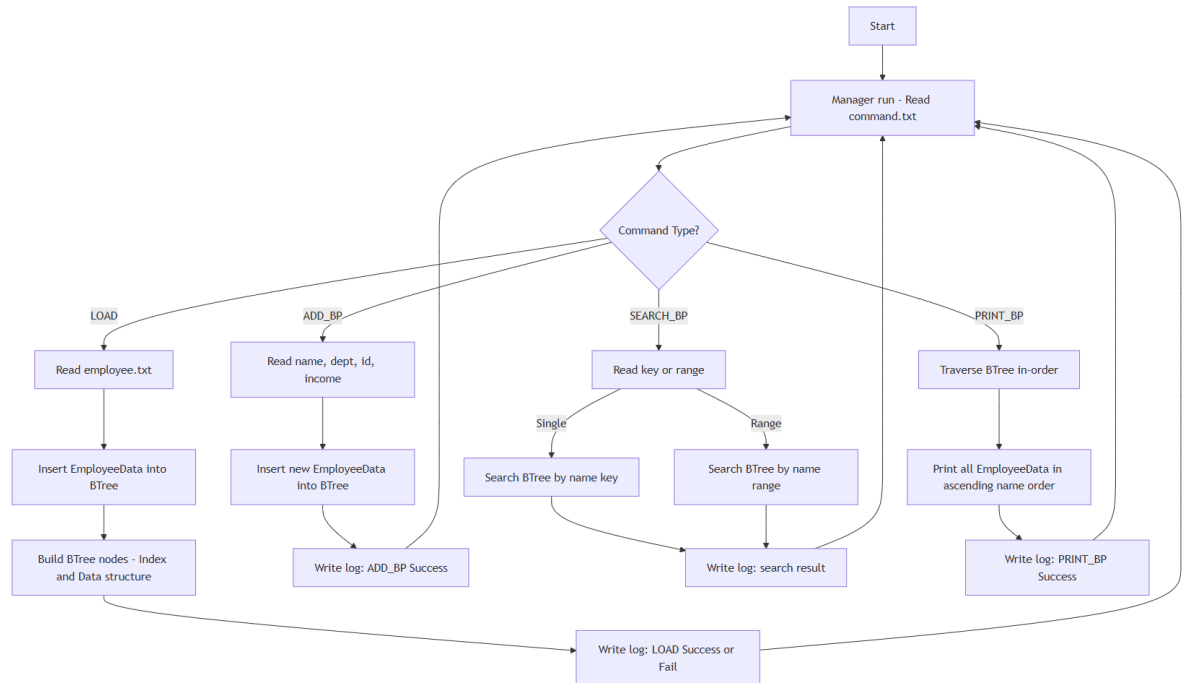 Start
Manager run - Read
command.txt
Command Type?
LOAD
ADD_BP
SEARCH_BP
PRINT_BP
Read employee.txt
Read name, dept, id,
income
Read key or range
Traverse BTree in-order
Single
Range
Insert EmployeeData into
BTree
Insert new EmployeeData
into BTree
Search BTree by name key
Search BTree by name
range
Print all EmployeeData in
ascending name order
Build BTree nodes - Index
and Data structure
Write log: ADD_BP Success
Write log: search result
Write log: PRINT_BP
Success
Write log: LOAD Success or
Fail